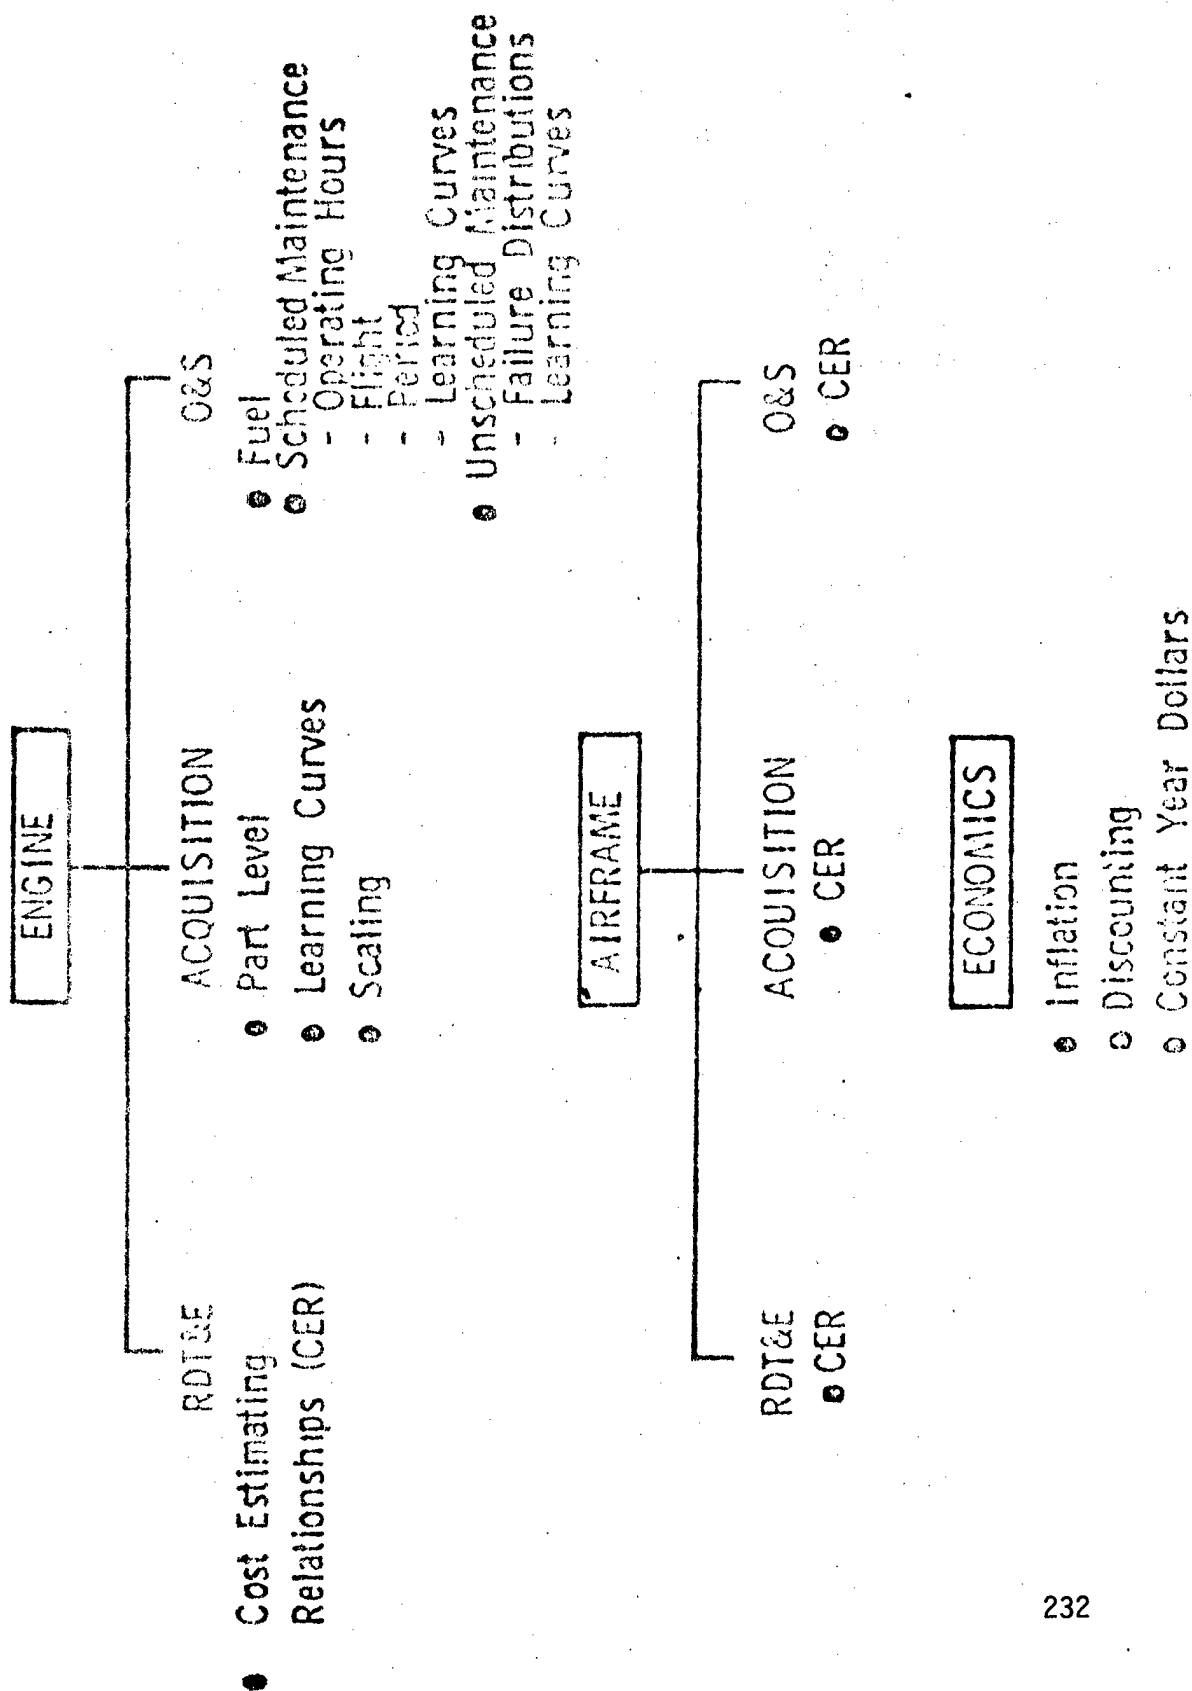 ENGINE
RDT&E
• Cost Estimating
Relationships (CER)
ACQUISITION
• Part Level
• Learning Curves
• Scaling
O&S
• Fuel
• Scheduled Maintenance
- Operating Hours
- Flight
- Period
- Learning Curves
• Unscheduled Maintenance
- Failure Distributions
- Learning Curves
AIRFRAME
RDT&E
• CER
ACQUISITION
• CER
O&S
• CER
ECONOMICS
• Inflation
• Discounting
• Constant Year Dollars
232